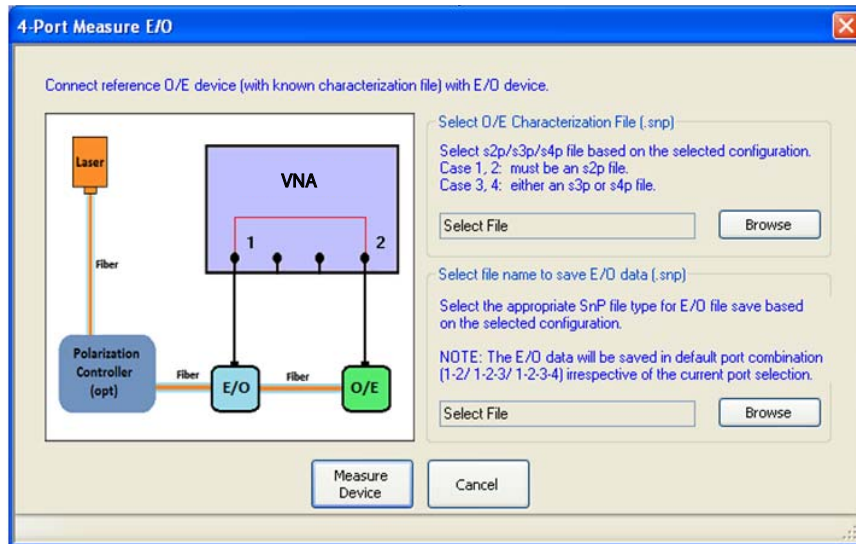 4-Port Measure E/O
Connect reference O/E device (with known characterization file) with E/O device.
Laser
VNA
1
2
Fiber
Polarization
Controller
(opt)
Fiber
E/O
Fiber
O/E
Select O/E Characterization File (.snp)
Select s2p/s3p/s4p file based on the selected configuration.
Case 1, 2: must be an s2p file.
Case 3, 4: either an s3p or s4p file.
Select File
Browse
Select file name to save E/O data (.snp)
Select the appropriate SnP file type for E/O file save based
on the selected configuration.
NOTE: The E/O data will be saved in default port combination
(1-2/ 1-2-3/ 1-2-3-4) irrespective of the current port selection.
Select File
Browse
Measure
Device
Cancel